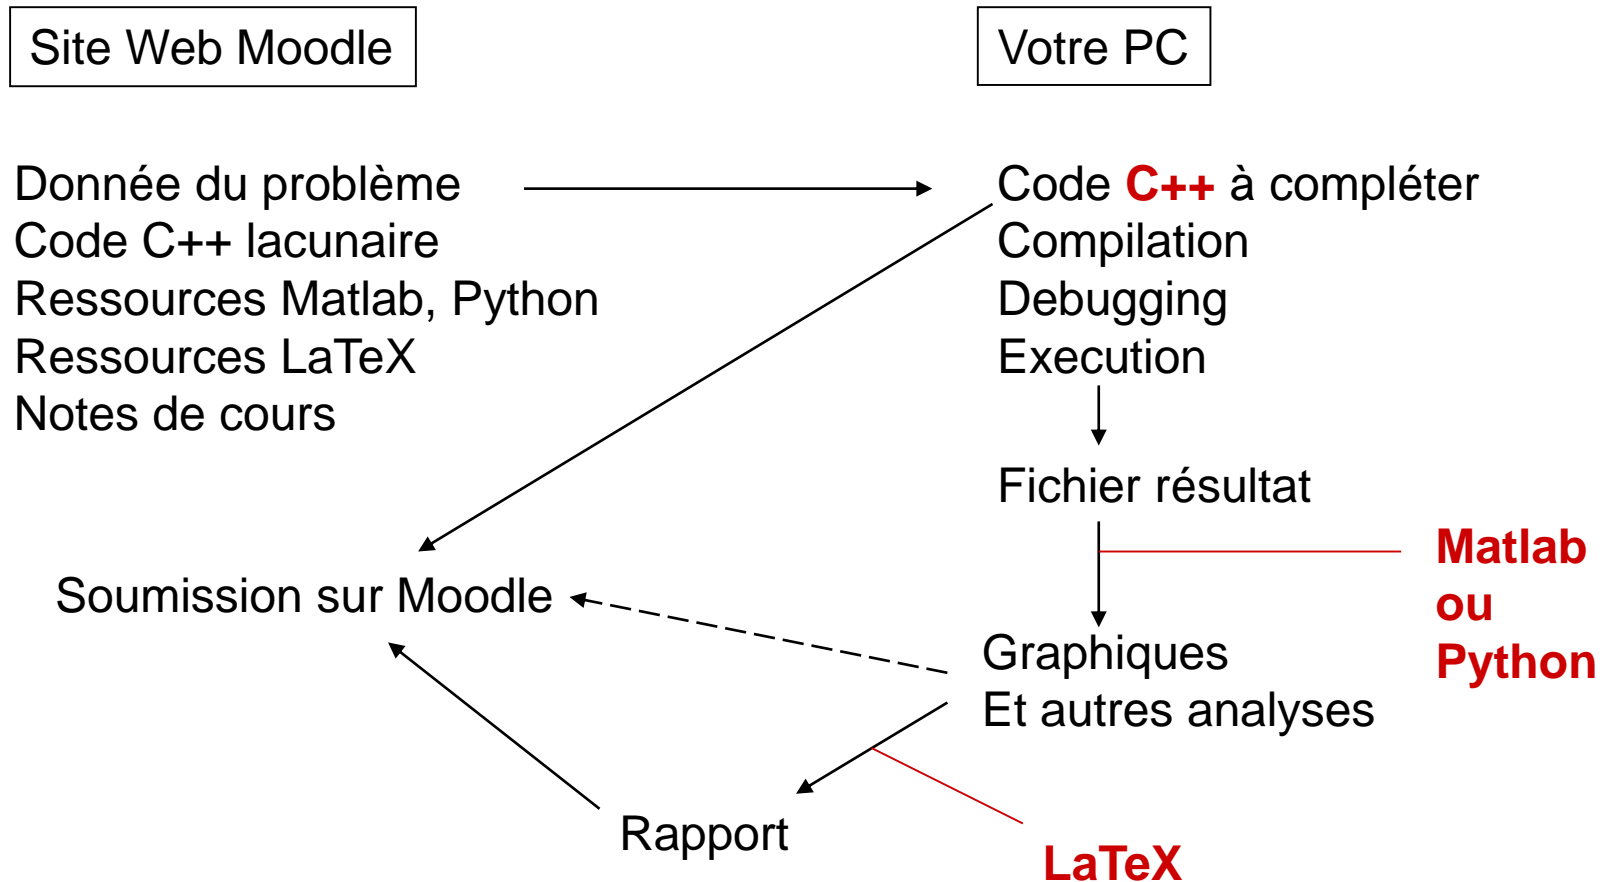 Site Web Moodle
Votre PC
Donnée du problème
Code C++ lacunaire
Ressources Matlab, Python
Ressources LaTeX
Notes de cours
Code C++ à compléter
Compilation
Debugging
Execution
Fichier résultat
Matlab
ou
Python
Soumission sur Moodle
Graphiques
Et autres analyses
Rapport
LaTeX